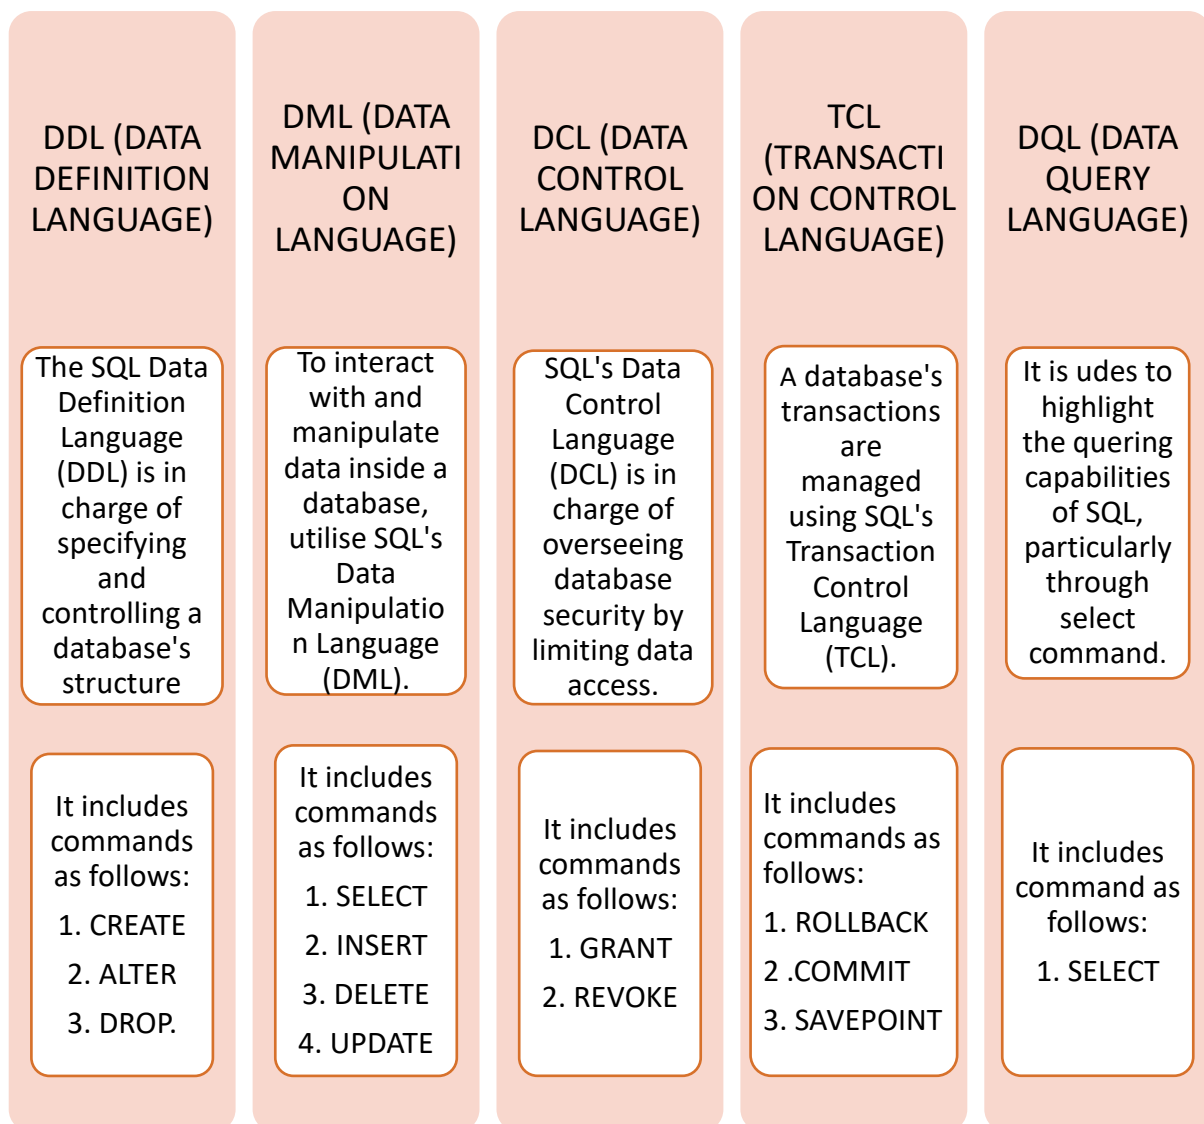 DDL (DATA
DEFINITION
LANGUAGE)
The SQL Data
Definition
Language
(DDL) is in
charge of
specifying
and
controlling a
database's
structure
It includes
commands
as follows:
1. CREATE
2. ALTER
3. DROP.
DML (DATA
MANIPULATI
ON
LANGUAGE)
To interact
with and
manipulate
data inside a
database,
utilise SQL's
Data
Manipulatio
n Language
(DML).
It includes
commands
as follows:
1. SELECT
2. INSERT
3. DELETE
4. UPDATE
DCL (DATA
CONTROL
LANGUAGE)
SQL's Data
Control
Language
(DCL) is in
charge of
overseeing
database
security by
limiting data
access.
It includes
commands
as follows:
1. GRANT
2. REVOKE
TCL
(TRANSACTI
ON CONTROL
LANGUAGE)
A database's
transactions
are
managed
using SQL's
Transaction
Control
Language
(TCL).
It includes
commands as
follows:
1. ROLLBACK
2 .COMMIT
3. SAVEPOINT
DQL (DATA
QUERY
LANGUAGE)
It is udes to
highlight
the quering
capabilities
of SQL,
particularly
through
select
command.
It includes
command as
follows:
1. SELECT